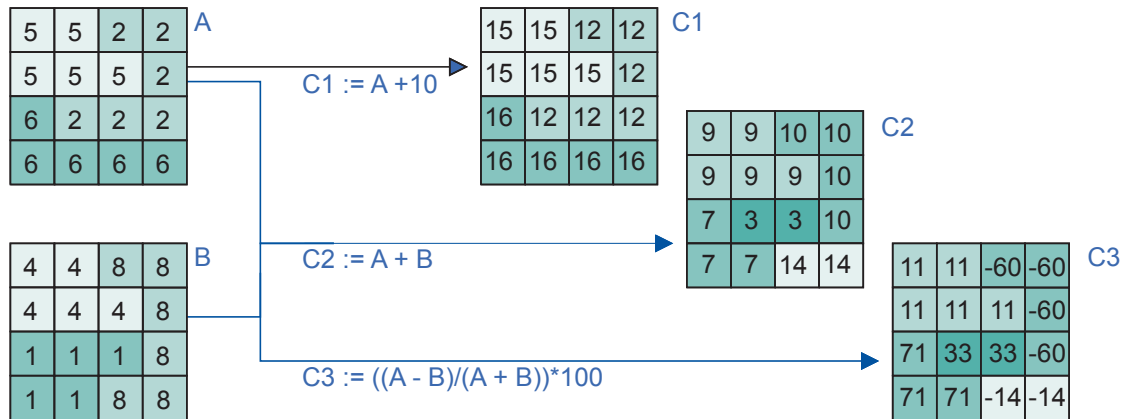 A
5 5 2 2
5 5 5 2
6 2 2 2
6 6 6 6
C1 := A +10
C1
15 15 12 12
15 15 15 12
16 12 12 12
16 16 16 16
B
4 4 8 8
4 4 4 8
1 1 1 8
1 1 8 8
C2 := A + B
C2
9 9 10 10
9 9 9 10
7 3 3 10
7 7 14 14
C3 := ((A - B)/(A + B))*100
C3
11 11 -60 -60
11 11 11 -60
71 33 33 -60
71 71 -14 -14